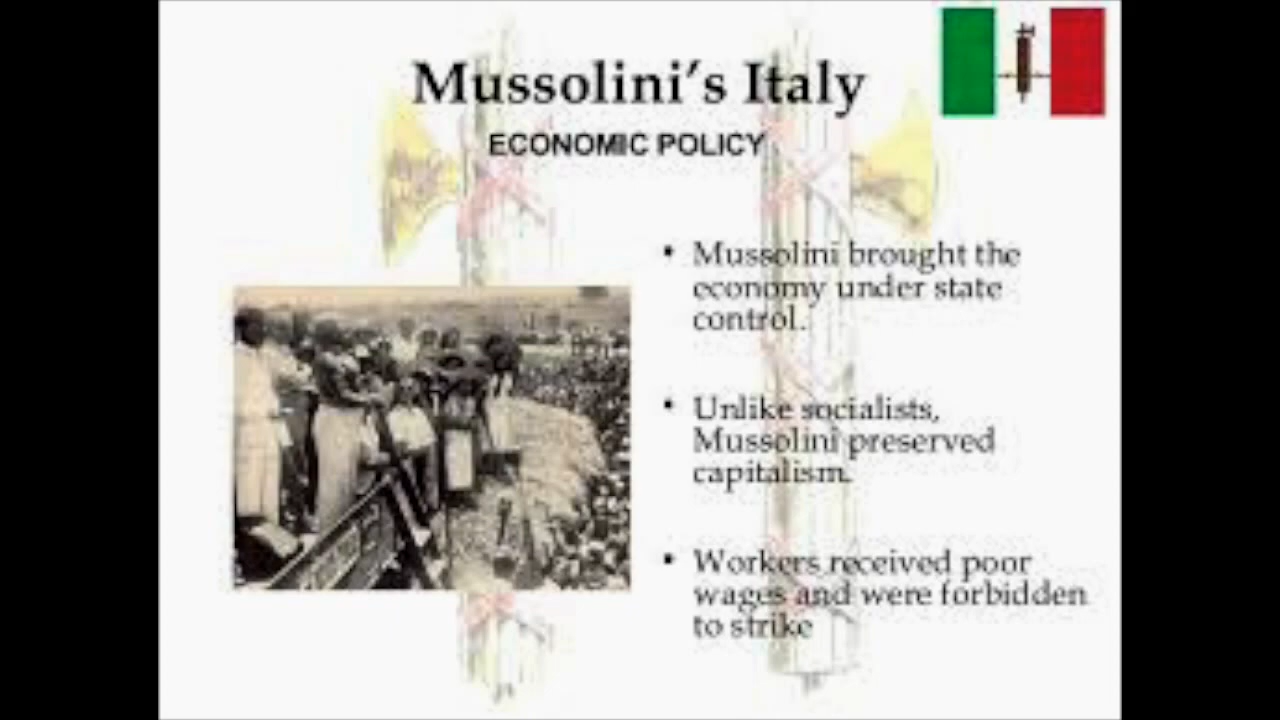 Mussolini's Italy
ECONOMIC POLICY
• Mussolini brought the
economy under state
control.
• Unlike socialists,
Mussolini preserved
capitalism.
• Workers received poor
wages and were forbidden
to strike